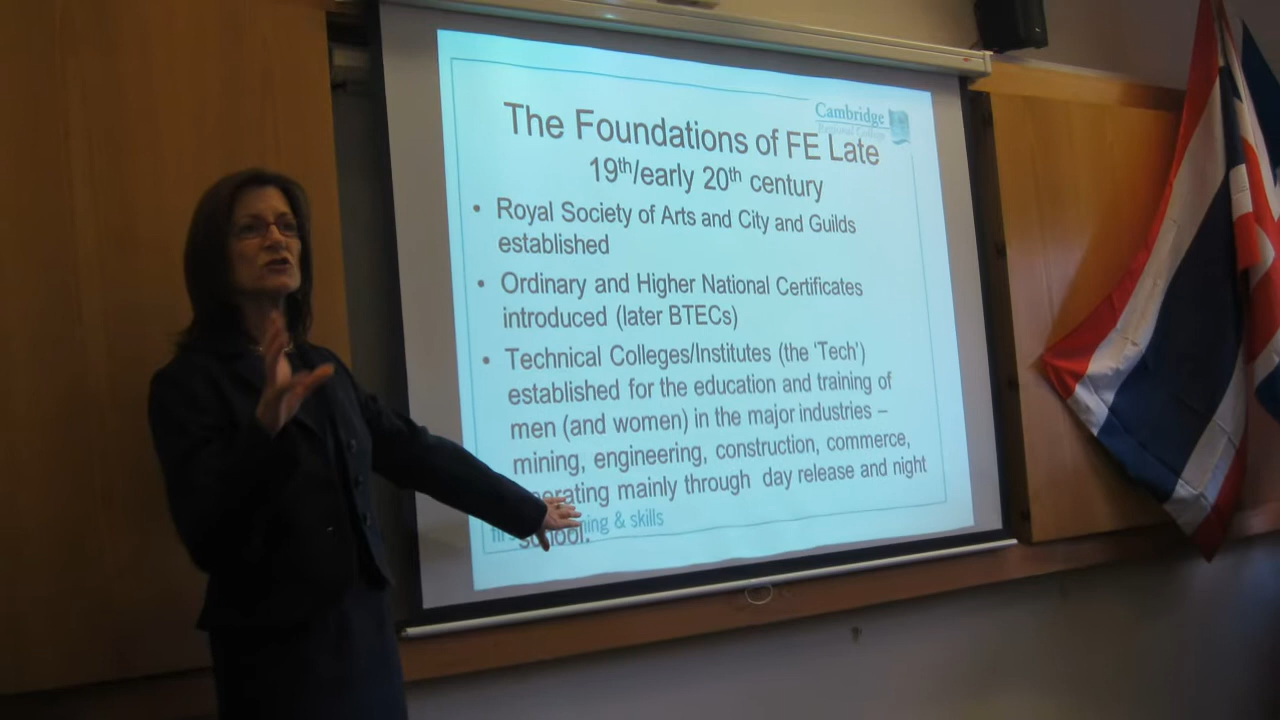 Cambridge
Regional College
The Foundations of FE Late
19th/early 20th century
• Royal Society of Arts and City and Guilds
established
• Ordinary and Higher National Certificates
introduced (later BTECs)
• Technical Colleges/Institutes (the ‘Tech’)
established for the education and training of
men (and women) in the major industries –
mining, engineering, construction, commerce,
mainly through day release and night
& skills
school.